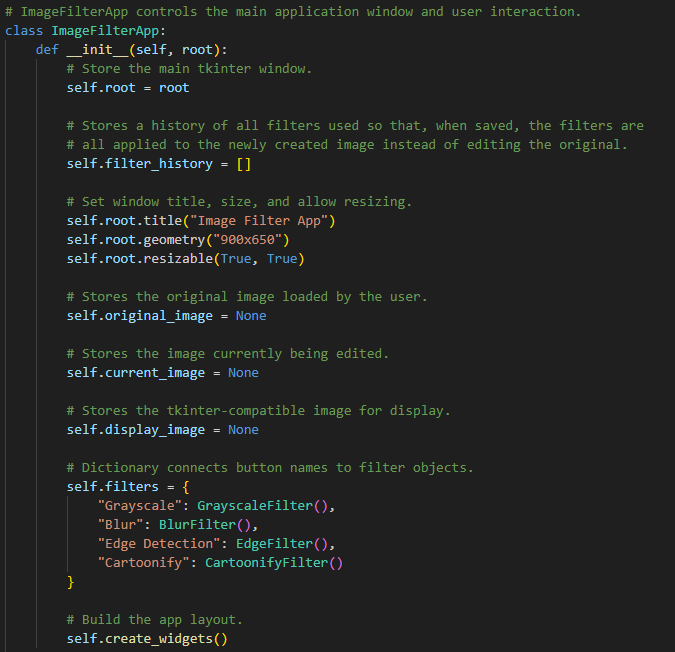 # ImageFilterApp controls the main application window and user interaction.
class ImageFilterApp:
    def __init__(self, root):
        # Store the main tkinter window.
        self.root = root

        # Stores a history of all filters used so that, when saved, the filters are
        # all applied to the newly created image instead of editing the original.
        self.filter_history = []

        # Set window title, size, and allow resizing.
        self.root.title("Image Filter App")
        self.root.geometry("900x650")
        self.root.resizable(True, True)

        # Stores the original image loaded by the user.
        self.original_image = None

        # Stores the image currently being edited.
        self.current_image = None

        # Stores the tkinter-compatible image for display.
        self.display_image = None

        # Dictionary connects button names to filter objects.
        self.filters = {
            "Grayscale": GrayscaleFilter(),
            "Blur": BlurFilter(),
            "Edge Detection": EdgeFilter(),
            "Cartoonify": CartoonifyFilter()
        }

        # Build the app layout.
        self.create_widgets()